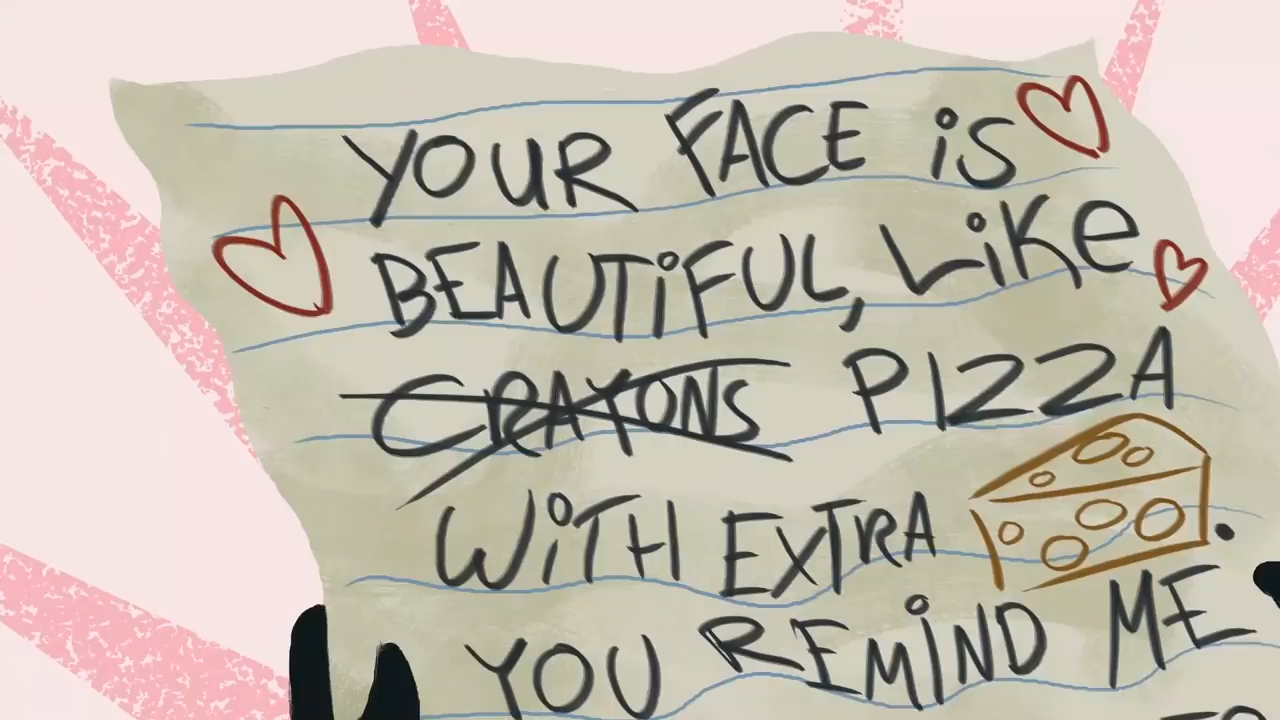 YOUR FACE iS
BEAUTiFUL, LiKe
CRAYONS PIZZA
WiTH EXTRA .
YOU REMiND ME